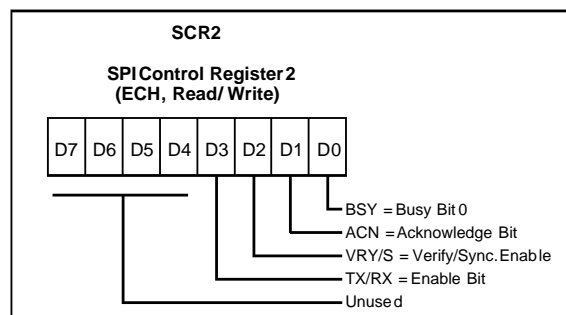 SCR2
SPI Control Register 2
(ECH, Read/ Write)
D7 D6 D5 D4 D3 D2 D1 D0
BSY = Busy Bit 0
ACN = Acknowledge Bit
VRY/S = Verify/Sync. Enable
TX/RX = Enable Bit
Unused